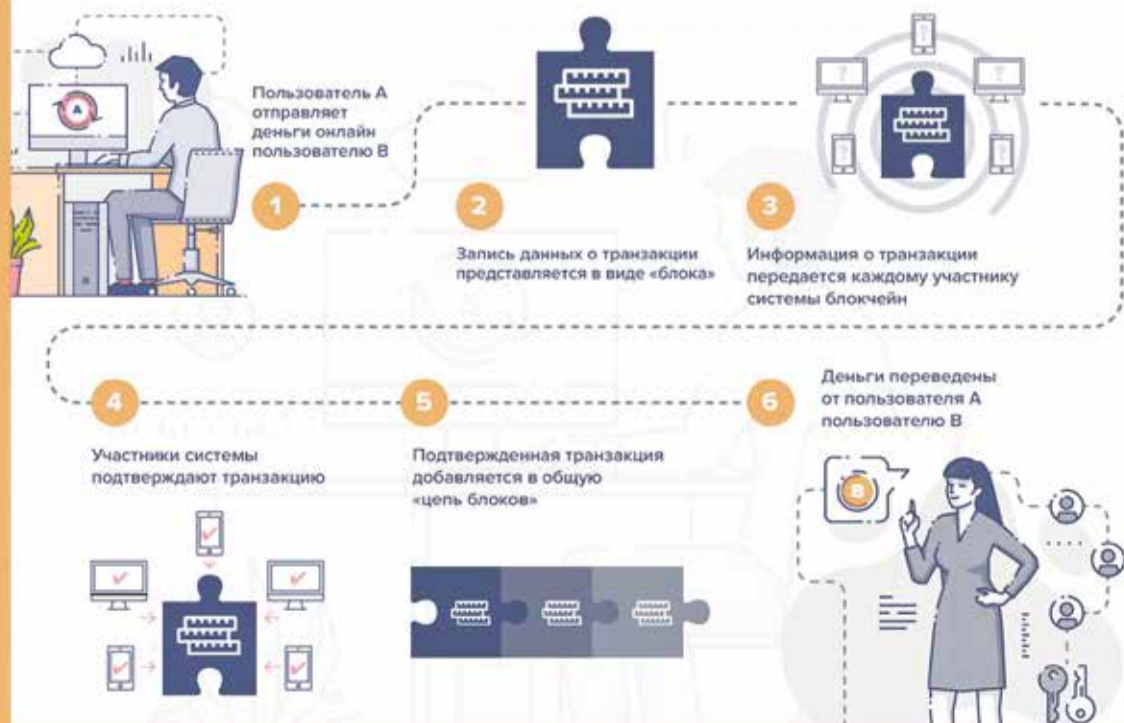 A
Пользователь А
отправляет
деньги онлайн
пользователю В
1
2
Запись данных о транзакции
представляется в виде «блока»
3
Информация о транзакции
передается каждому участнику
системы блокчейн
?
?
?
?
?
4
Участники системы
подтверждают транзакцию
5
Подтвержденная транзакция
добавляется в общую
«цепь блоков»
6
Деньги переведены
от пользователя А
пользователю В
B